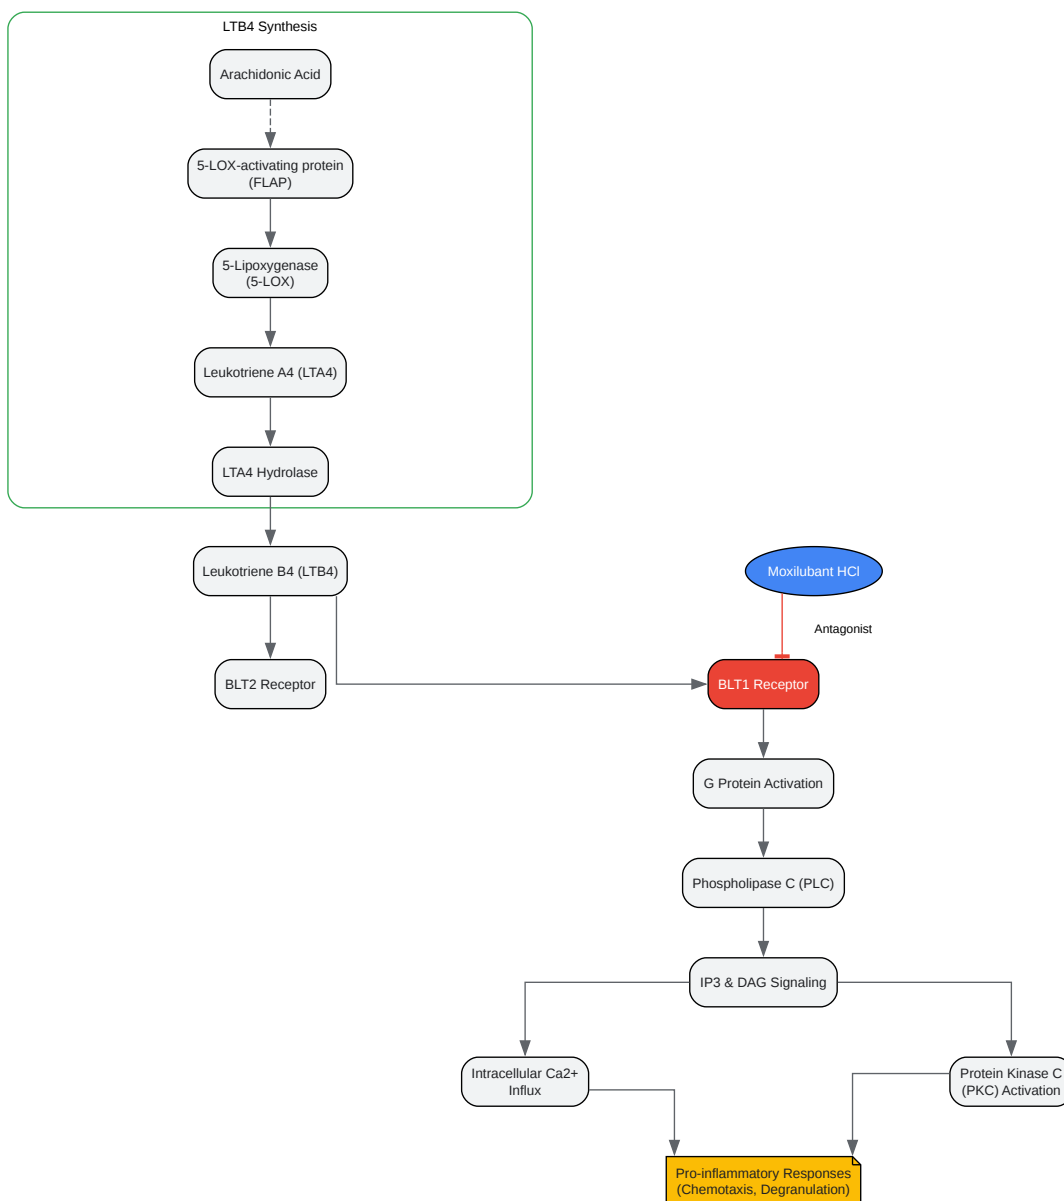 LTB4 Synthesis
Arachidonic Acid
5-LOX-activating protein
(FLAP)
5-Lipoxygenase
(5-LOX)
Leukotriene A4 (LTA4)
LTA4 Hydrolase
Leukotriene B4 (LTB4)
Moxilubant HCl
Antagonist
BLT2 Receptor
BLT1 Receptor
G Protein Activation
Phospholipase C (PLC)
IP3 & DAG Signaling
Intracellular Ca2+
Influx
Protein Kinase C
(PKC) Activation
Pro-inflammatory Responses
(Chemotaxis, Degranulation)